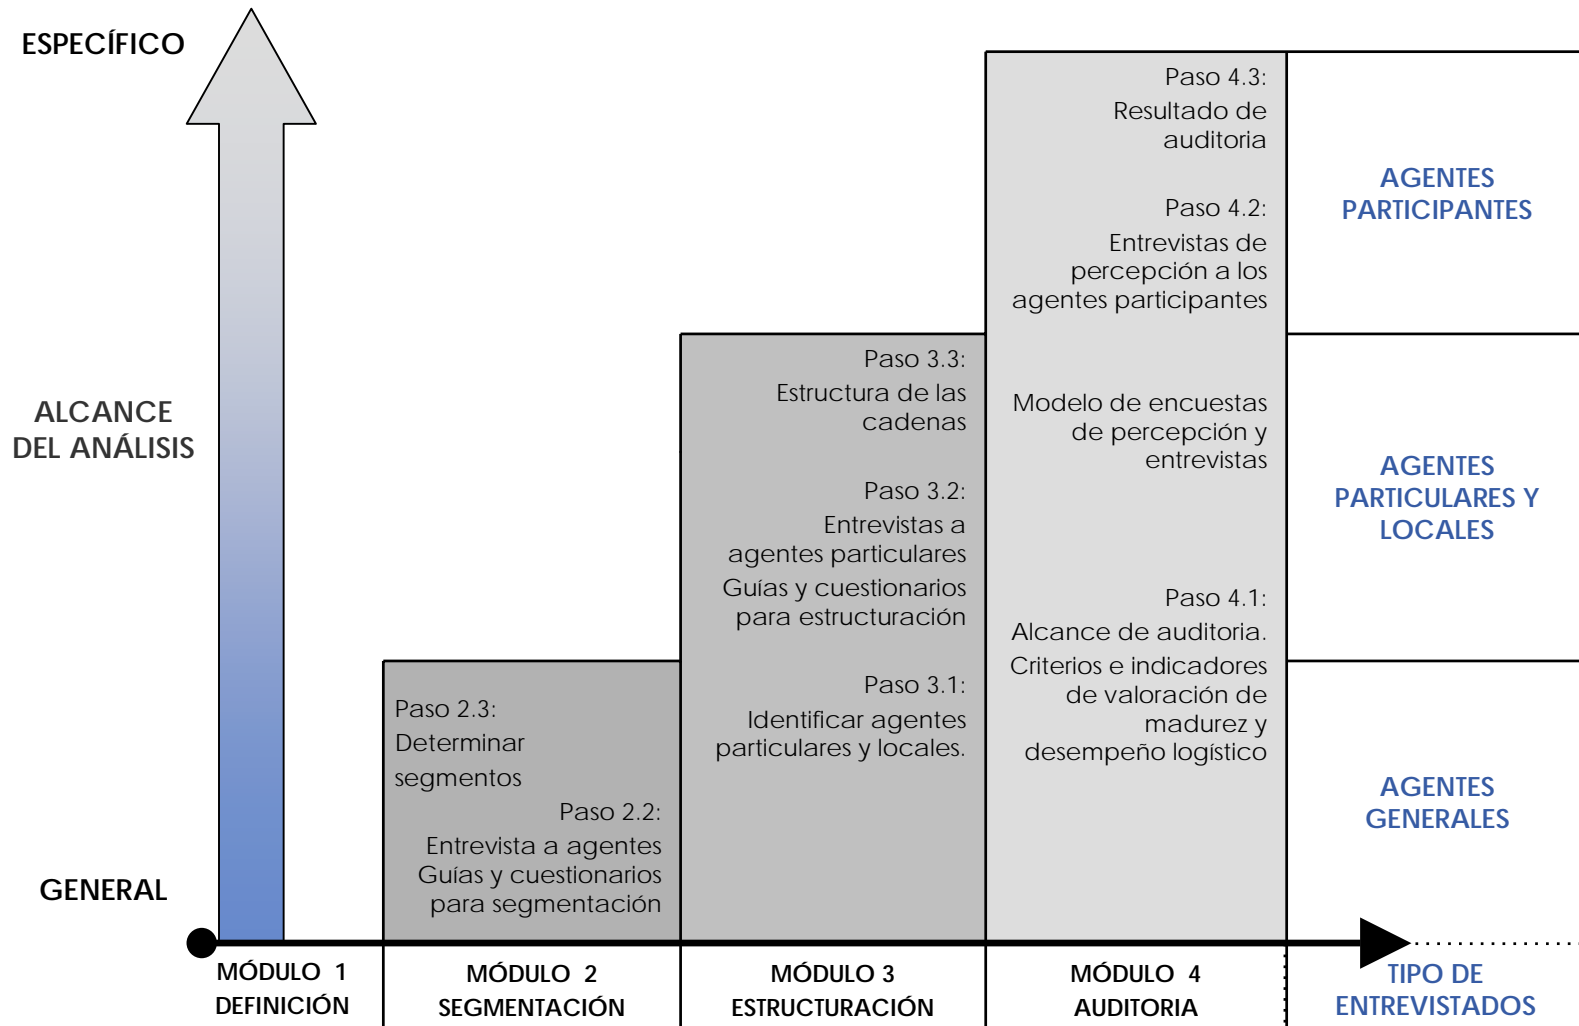 ESPECÍFICO
ALCANCE
DEL ANÁLISIS
GENERAL
Paso 2.3:
Determinar
segmentos
Paso 2.2:
Entrevista a agentes
Guías y cuestionarios
para segmentación
Paso 3.3:
Estructura de las
cadenas
Paso 3.2:
Entrevistas a
agentes particulares
Guías y cuestionarios
para estructuración
Paso 3.1:
Identificar agentes
particulares y locales.
Paso 4.3:
Resultado de
auditoria
Paso 4.2:
Entrevistas de
percepción a los
agentes participantes
Modelo de encuestas
de percepción y
entrevistas
Paso 4.1:
Alcance de auditoria.
Criterios e indicadores
de valoración de
madurez y
desempeño logístico
AGENTES
PARTICIPANTES
AGENTES
PARTICULARES Y
LOCALES
AGENTES
GENERALES
MÓDULO 1
DEFINICIÓN
MÓDULO 2
SEGMENTACIÓN
MÓDULO 3
ESTRUCTURACIÓN
MÓDULO 4
AUDITORIA
TIPO DE
ENTREVISTADOS